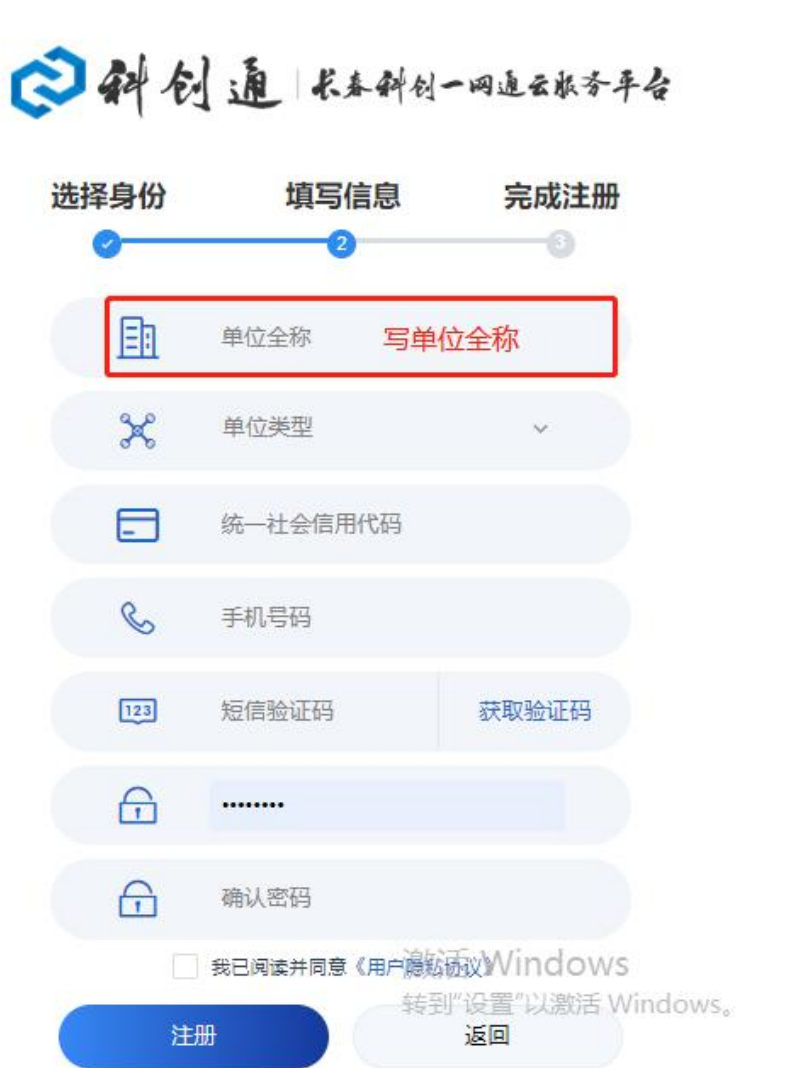 科创通 长春科创一网通云服务平台
选择身份 填写信息 完成注册
2 3
单位全称 写单位全称
单位类型
统一社会信用代码
手机号码
123 短信验证码 获取验证码
••••••••
确认密码
我已阅读并同意《用户隐私协议》
激活 Windows
转到“设置”以激活 Windows。
注册 返回